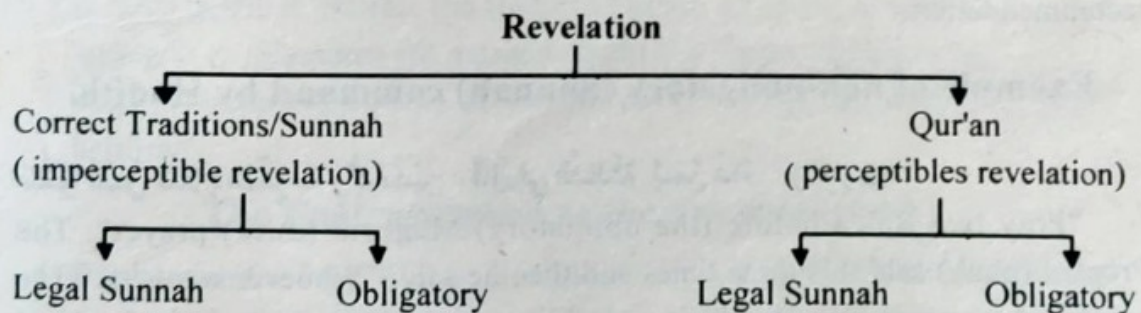 Revelation
Correct Traditions/Sunnah Qur'an
( imperceptible revelation) ( perceptibles revelation)
Legal Sunnah Obligatory Legal Sunnah Obligatory